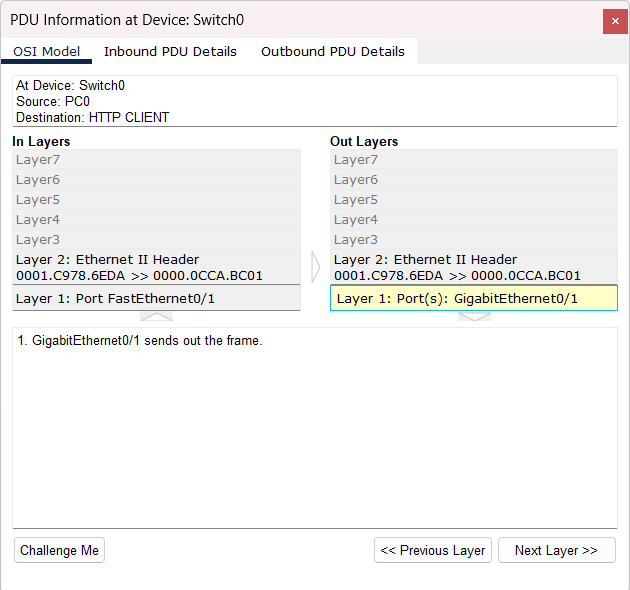 PDU Information at Device: Switch0
OSI Model
Inbound PDU Details
Outbound PDU Details
At Device: Switch0
Source: PC0
Destination: HTTP CLIENT
In Layers
Layer7
Layer6
Layer5
Layer4
Layer3
Layer 2: Ethernet II Header
0001.C978.6EDA >> 0000.0CCA.BC01
Layer 1: Port FastEthernet0/1
Out Layers
Layer7
Layer6
Layer5
Layer4
Layer3
Layer 2: Ethernet II Header
0001.C978.6EDA >> 0000.0CCA.BC01
Layer 1: Port(s): GigabitEthernet0/1
1. GigabitEthernet0/1 sends out the frame.
Challenge Me
<< Previous Layer
Next Layer >>